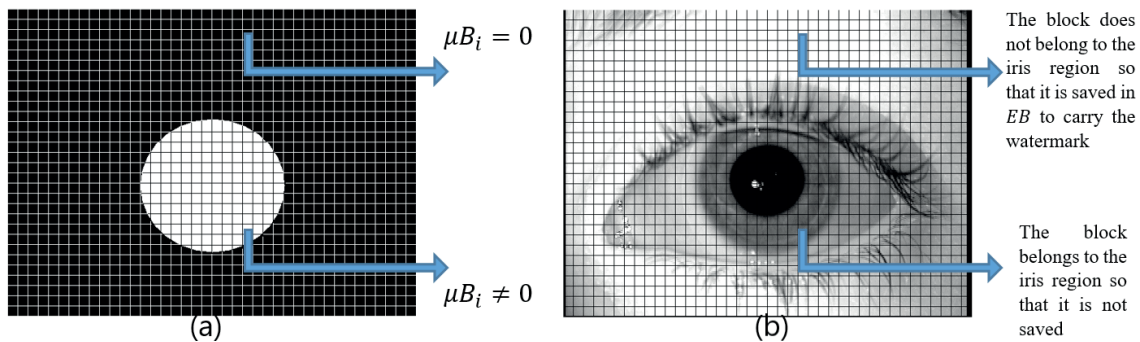 μB_i = 0
μB_i ≠ 0
(a)
The block does
not belong to the
iris region so
that it is saved in
EB to carry the
watermark
The block
belongs to the
iris region so
that it is not
saved
(b)